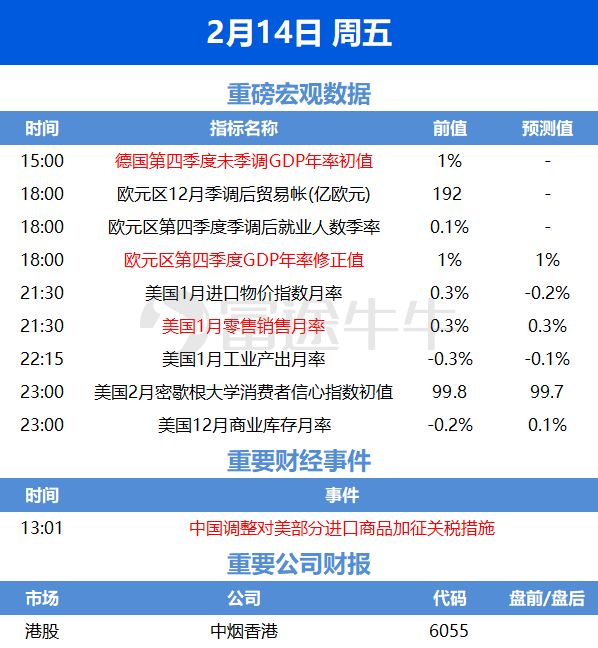 2月14日 周五
重磅宏观数据
时间 指标名称 前值 预测值
15:00 德国第四季度未季调GDP年率初值 1% -
18:00 欧元区12月季调后贸易帐(亿欧元) 192 -
18:00 欧元区第四季度季调后就业人数季率 0.1% -
18:00 欧元区第四季度GDP年率修正值 1% 1%
21:30 美国1月进口物价指数月率 0.3% -0.2%
21:30 美国1月零售销售月率 0.3% 0.3%
22:15 美国1月工业产出月率 -0.3% -0.1%
23:00 美国2月密歇根大学消费者信心指数初值 99.8 99.7
23:00 美国12月商业库存月率 -0.2% 0.1%
富途牛牛
重要财经事件
时间 事件
13:01 中国调整对美部分进口商品加征关税措施
重要公司财报
市场 公司 代码 盘前/盘后
港股 中烟香港 6055